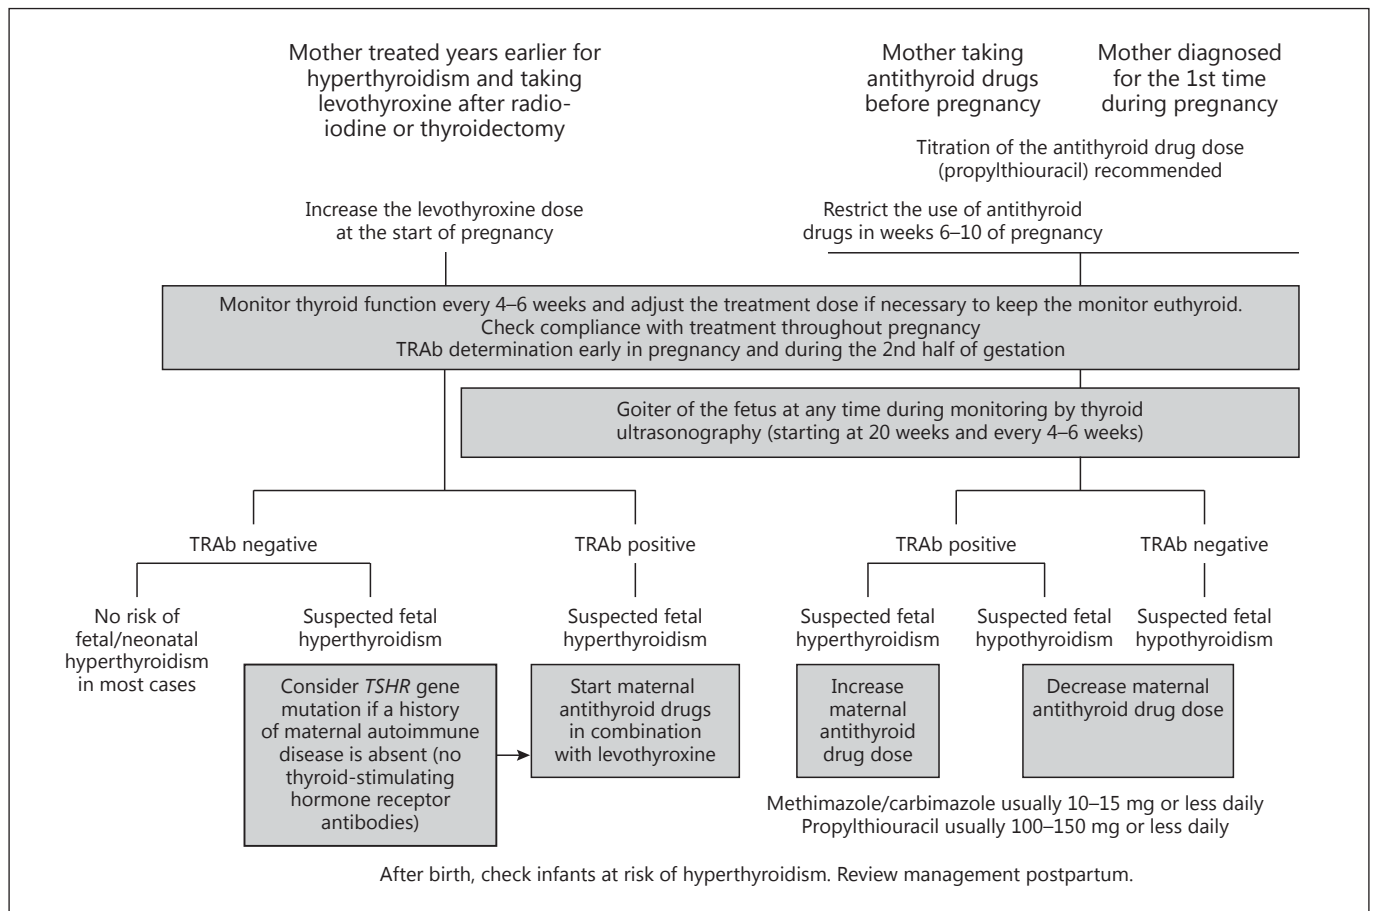 Mother treated years earlier for
hyperthyroidism and taking
levothyroxine after radio-
iodine or thyroidectomy
Mother taking
antithyroid drugs
before pregnancy
Mother diagnosed
for the 1st time
during pregnancy
Titration of the antithyroid drug dose
(propylthiouracil) recommended
Increase the levothyroxine dose
at the start of pregnancy
Restrict the use of antithyroid
drugs in weeks 6–10 of pregnancy
Monitor thyroid function every 4–6 weeks and adjust the treatment dose if necessary to keep the monitor euthyroid.
Check compliance with treatment throughout pregnancy
TRAb determination early in pregnancy and during the 2nd half of gestation
Goiter of the fetus at any time during monitoring by thyroid
ultrasonography (starting at 20 weeks and every 4–6 weeks)
TRAb negative
TRAb positive
TRAb positive
TRAb negative
No risk of
fetal/neonatal
hyperthyroidism
in most cases
Suspected fetal
hyperthyroidism
Suspected fetal
hyperthyroidism
Suspected fetal
hyperthyroidism
Suspected fetal
hypothyroidism
Suspected fetal
hypothyroidism
Consider TSHR gene
mutation if a history
of maternal autoimmune
disease is absent (no
thyroid-stimulating
hormone receptor
antibodies)
Start maternal
antithyroid drugs
in combination
with levothyroxine
Increase
maternal
antithyroid
drug dose
Decrease maternal
antithyroid drug dose
Methimazole/carbimazole usually 10–15 mg or less daily
Propylthiouracil usually 100–150 mg or less daily
After birth, check infants at risk of hyperthyroidism. Review management postpartum.